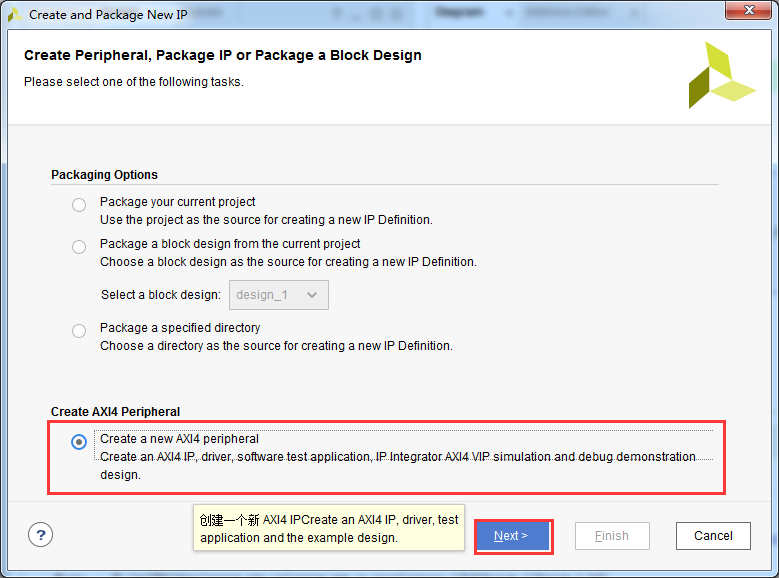 Create and Package New IP
Diagram
Create Peripheral, Package IP or Package a Block Design
Please select one of the following tasks.
Packaging Options
Package your current project
Use the project as the source for creating a new IP Definition.
Package a block design from the current project
Choose a block design as the source for creating a new IP Definition.
Select a block design: design_1
Package a specified directory
Choose a directory as the source for creating a new IP Definition.
Create AXI4 Peripheral
Create a new AXI4 peripheral
Create an AXI4 IP, driver, software test application, IP Integrator AXI4 VIP simulation and debug demonstration
design.
创建一个新 AXI4 IPCreate an AXI4 IP, driver, test
application and the example design.
? Next > Finish Cancel